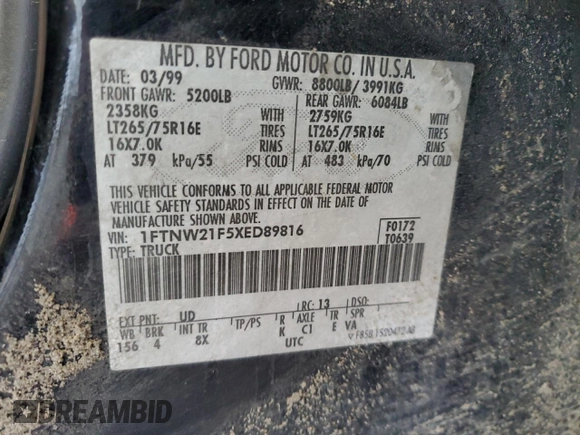 MFD. BY FORD MOTOR CO. IN U.S.A.
DATE: 03/99 GVWR: 8800LB/ 3991KG
FRONT GAWR: 5200LB REAR GAWR: 6084LB
2358KG WITH 2759KG WITH
LT265/75R16E TIRES LT265/75R16E TIRES
16X7.0K RIMS 16X7.0K RIMS
AT 379 kPa/55 PSI COLD AT 483 kPa/70 PSI COLD
THIS VEHICLE CONFORMS TO ALL APPLICABLE FEDERAL MOTOR
VEHICLE SAFETY STANDARDS IN EFFECT ON THE DATE OF
MANUFACTURE SHOWN ABOVE.
VIN: 1FTNW21F5XED89816 F0172
TYPE: TRUCK T0639
EXT PNT: UD RC: 13 DSO:
WB BRK INT TR TP/PS R AXLE TR SPR
156 4 8X K C1 E VA
UTC
DREAMBID